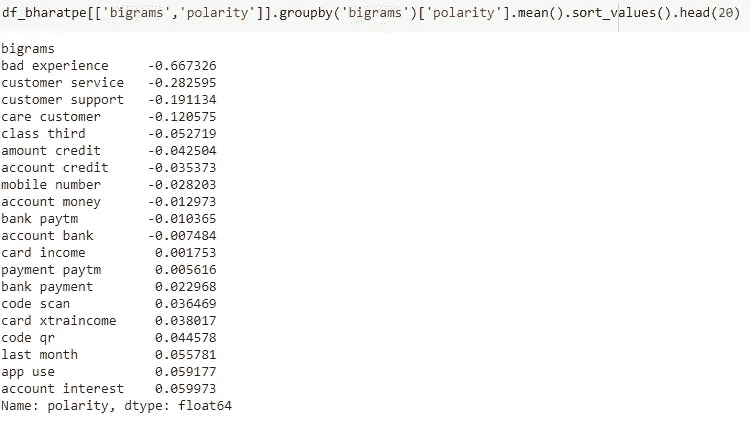 df_bharatpe[['bigrams','polarity']].groupby('bigrams')['polarity'].mean().sort_values().head(20)
bigrams
bad experience     -0.667326
customer service   -0.282595
customer support   -0.191134
care customer      -0.120575
class third        -0.052719
amount credit      -0.042504
account credit     -0.035373
mobile number      -0.028203
account money      -0.012973
bank paytm         -0.010365
account bank       -0.007484
card income         0.001753
payment paytm       0.005616
bank payment        0.022968
code scan           0.036469
card xtraincome     0.038017
code qr             0.044578
last month          0.055781
app use             0.059177
account interest    0.059973
Name: polarity, dtype: float64